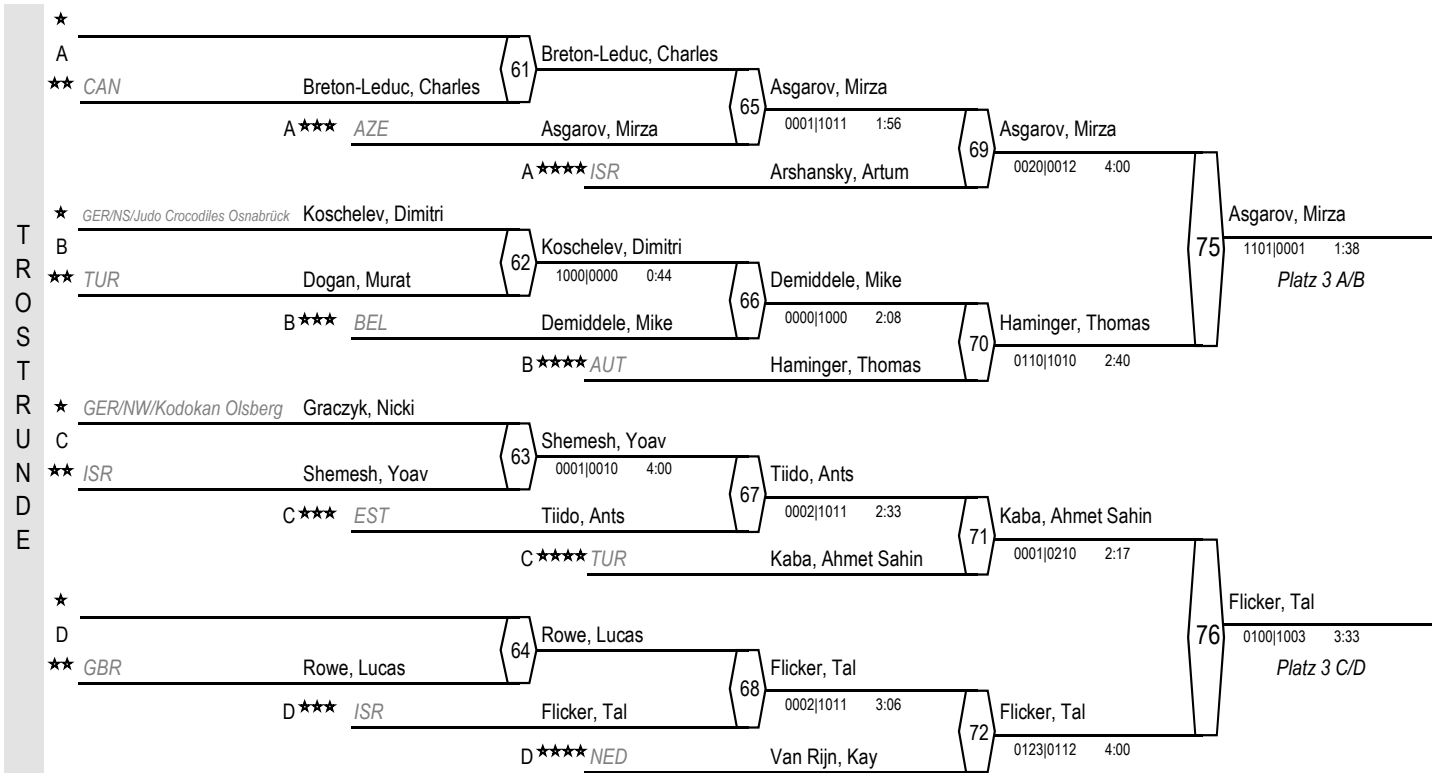 TROSTRUNDE
★
A
★★ CAN Breton-Leduc, Charles
61 Breton-Leduc, Charles
A★★★ AZE Asgarov, Mirza
65 Asgarov, Mirza
0001|1011 1:56
A★★★★ ISR Arshansky, Artum
69 Asgarov, Mirza
0020|0012 4:00
★ GER/NS/Judo Crocodiles Osnabrück Koschelev, Dimitri
B
★★ TUR Dogan, Murat
62 Koschelev, Dimitri
1000|0000 0:44
B★★★ BEL Demiddele, Mike
66 Demiddele, Mike
0000|1000 2:08
B★★★★ AUT Haminger, Thomas
70 Haminger, Thomas
0110|1010 2:40
75 Asgarov, Mirza
1101|0001 1:38
Platz 3 A/B
★ GER/NW/Kodokan Olsberg Graczyk, Nicki
C
★★ ISR Shemesh, Yoav
63 Shemesh, Yoav
0001|0010 4:00
C★★★ EST Tiido, Ants
67 Tiido, Ants
0002|1011 2:33
C★★★★ TUR Kaba, Ahmet Sahin
71 Kaba, Ahmet Sahin
0001|0210 2:17
★
D
★★ GBR Rowe, Lucas
64 Rowe, Lucas
D★★★ ISR Flicker, Tal
68 Flicker, Tal
0002|1011 3:06
D★★★★ NED Van Rijn, Kay
72 Flicker, Tal
0123|0112 4:00
76 Flicker, Tal
0100|1003 3:33
Platz 3 C/D